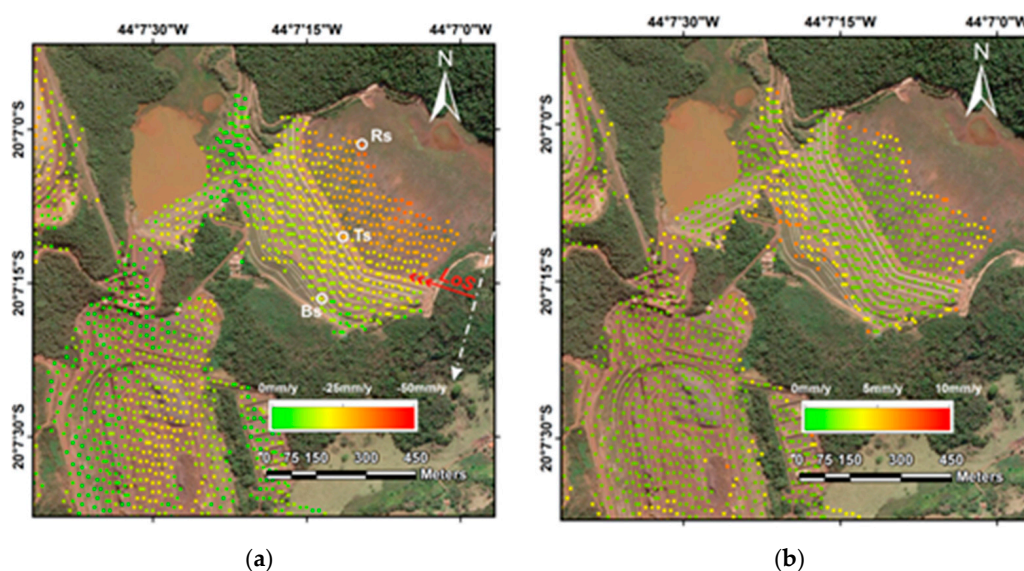 44°7'30"W 44°7'15"W 44°7'0"W
44°7'30"W 44°7'15"W 44°7'0"W
N
N
20°7'0"S
20°7'0"S
Rs
Ts
20°7'15"S
20°7'15"S
LoS
Bs
0mm/y -25mm/y -50mm/y
0mm/y 5mm/y 10mm/y
20°7'30"S
20°7'30"S
0 75 150 300 450
Meters
0 75 150 300 450
Meters
(a)
(b)